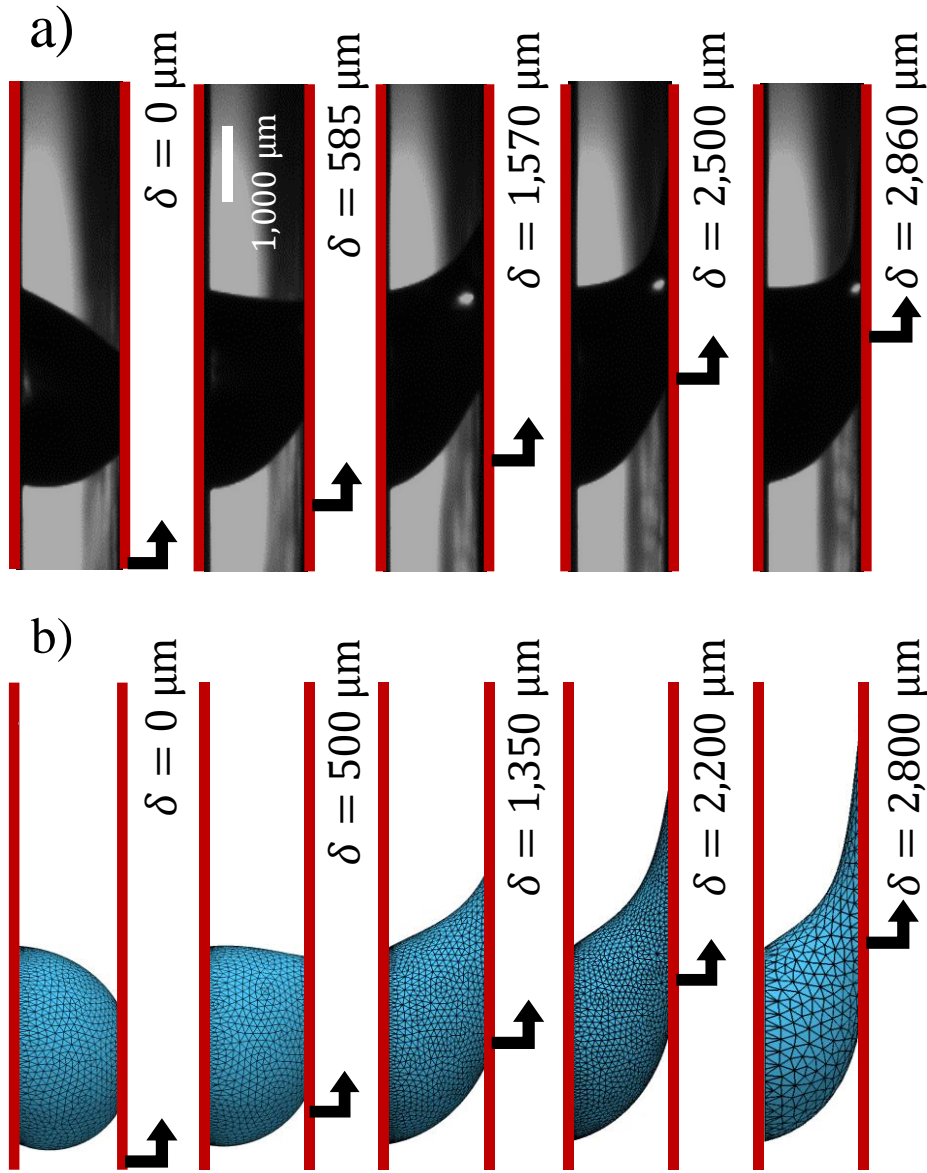 a)
δ = 0 μm
1,000 μm
δ = 585 μm
δ = 1,570 μm
δ = 2,500 μm
δ = 2,860 μm
b)
δ = 0 μm
δ = 500 μm
δ = 1,350 μm
δ = 2,200 μm
δ = 2,800 μm